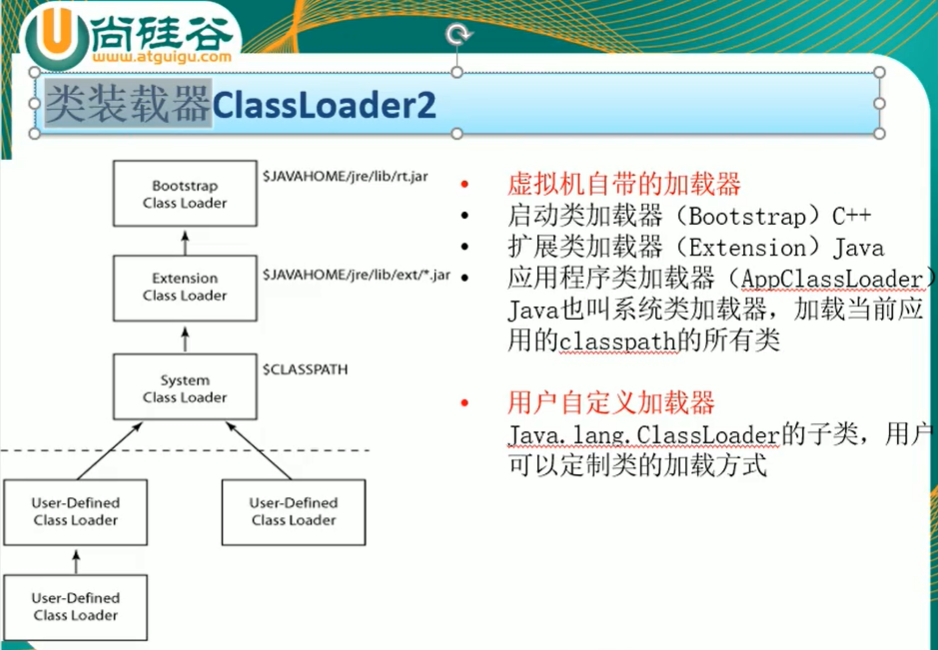 尚硅谷
www.atguigu.com
类装载器ClassLoader2
Bootstrap
Class Loader
$JAVAHOME/jre/lib/rt.jar
Extension
Class Loader
$JAVAHOME/jre/lib/ext/*.jar
System
Class Loader
$CLASSPATH
User-Defined
Class Loader
User-Defined
Class Loader
User-Defined
Class Loader
• 虚拟机自带的加载器
• 启动类加载器（Bootstrap）C++
• 扩展类加载器（Extension）Java
• 应用程序类加载器（AppClassLoader）
Java也叫系统类加载器，加载当前应
用的classpath的所有类
• 用户自定义加载器
Java.lang.ClassLoader的子类，用户
可以定制类的加载方式